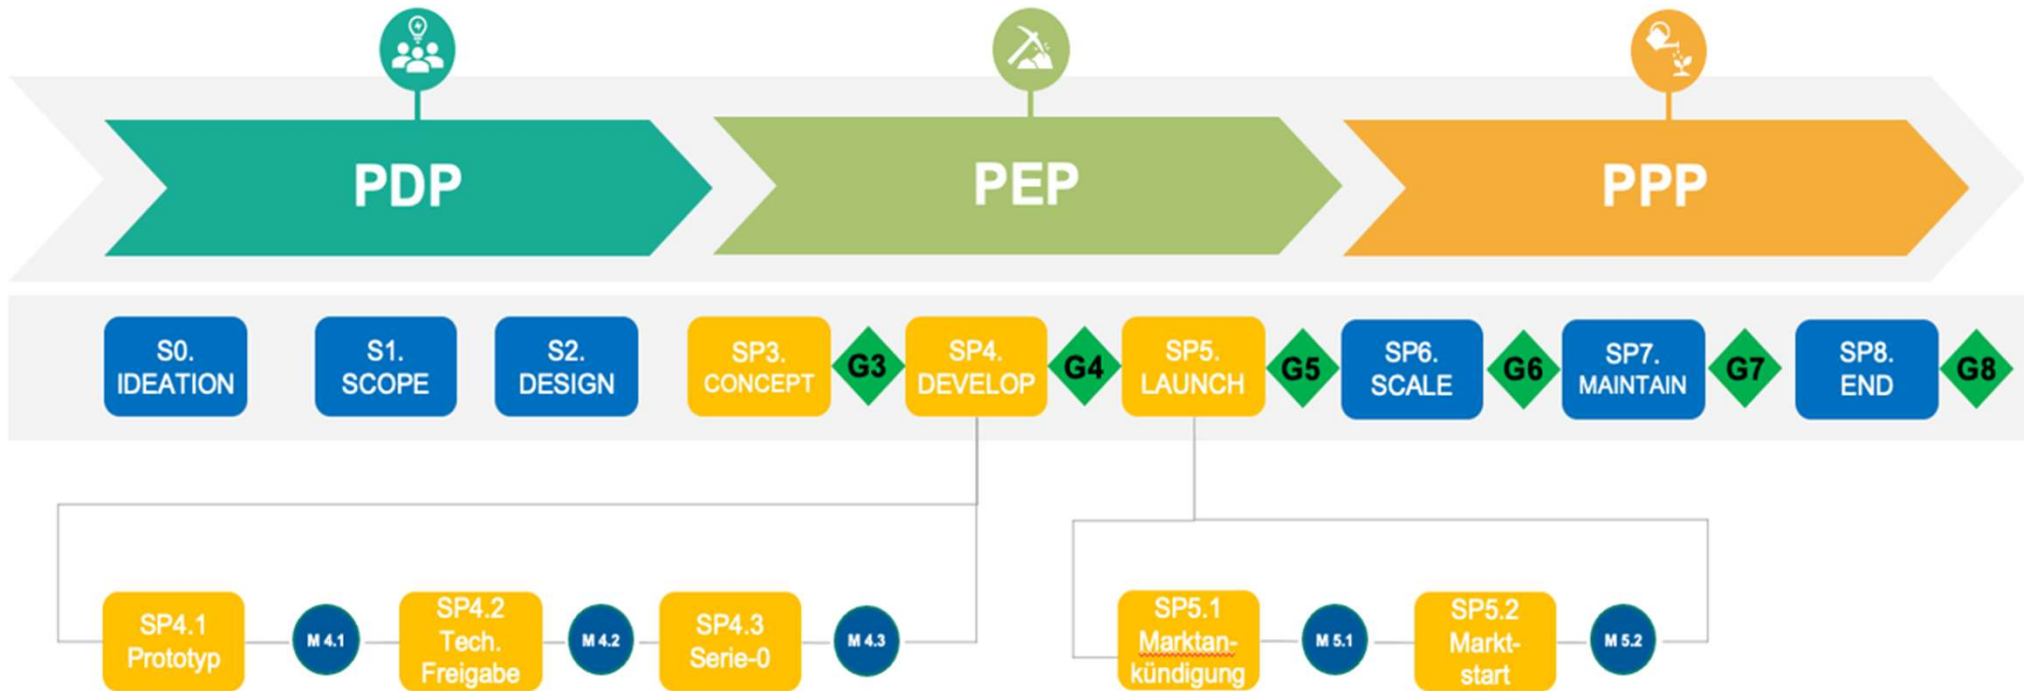 PDP
PEP
PPP
S0.
IDEATION
S1.
SCOPE
S2.
DESIGN
SP3.
CONCEPT
G3
SP4.
DEVELOP
G4
SP5.
LAUNCH
G5
SP6.
SCALE
G6
SP7.
MAINTAIN
G7
SP8.
END
G8
SP4.1
Prototyp
M 4.1
SP4.2
Tech.
Freigabe
M 4.2
SP4.3
Serie-0
M 4.3
SP5.1
Marktan-
kündigung
M 5.1
SP5.2
Markt-
start
M 5.2